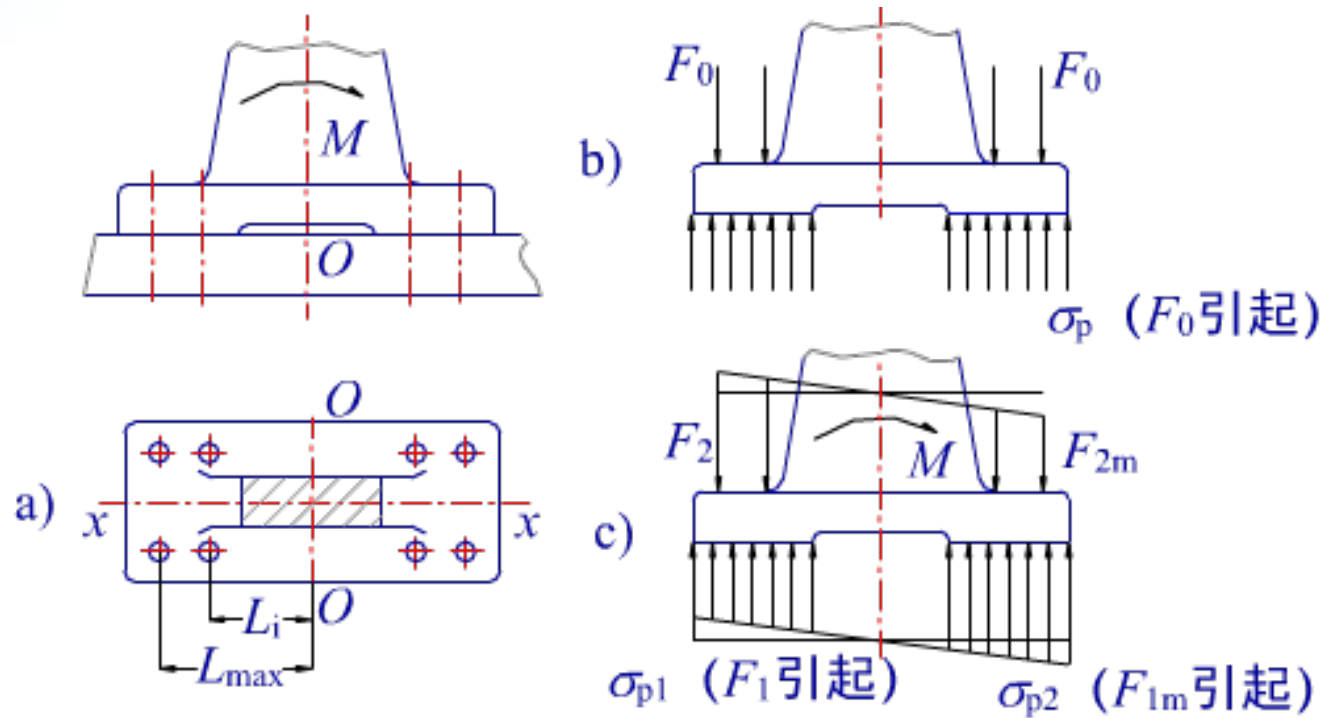 M
O
a)
O
x
x
O
Lᵢ
Lmax
b)
F₀
F₀
σp (F₀引起)
c)
F₂
M
F₂m
σp1 (F₁引起)
σp2 (F₁m引起)